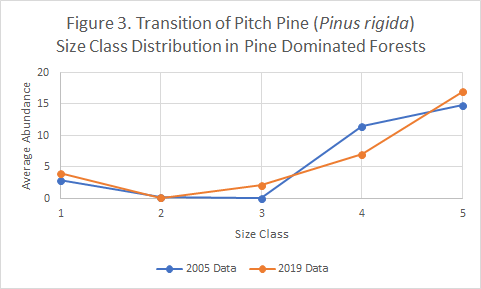 Figure 3. Transition of Pitch Pine (Pinus rigida)
Size Class Distribution in Pine Dominated Forests
Average Abundance
20
15
10
5
0
1 2 3 4 5
Size Class
2005 Data 2019 Data